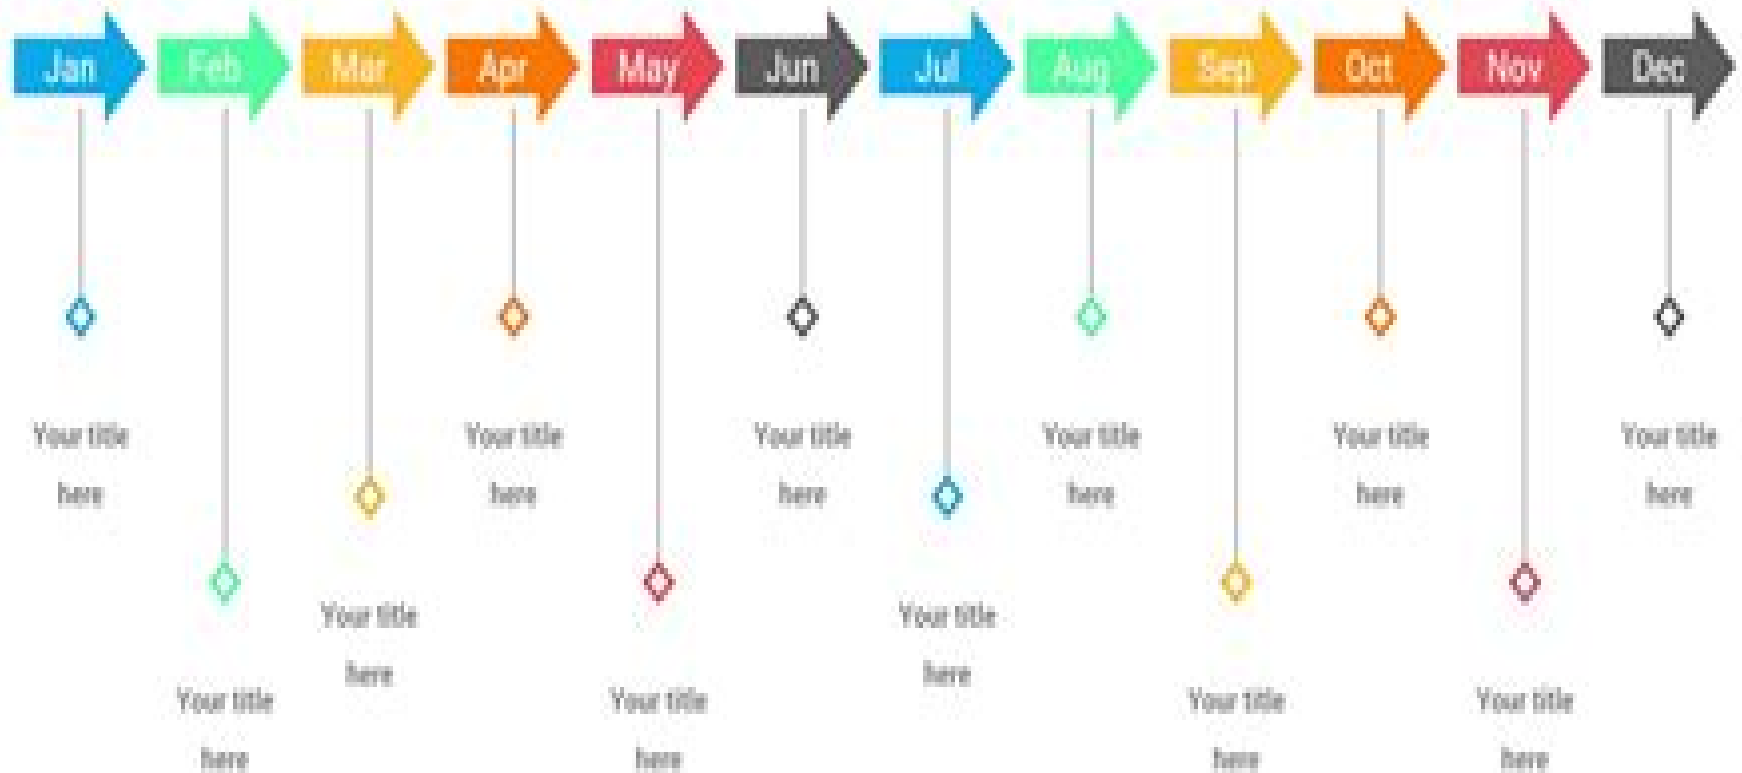 Jan
Feb
Mar
Apr
May
Jun
Jul
Aug
Sep
Oct
Nov
Dec
Your title
here
Your title
here
Your title
here
Your title
here
Your title
here
Your title
here
Your title
here
Your title
here
Your title
here
Your title
here
Your title
here
Your title
here